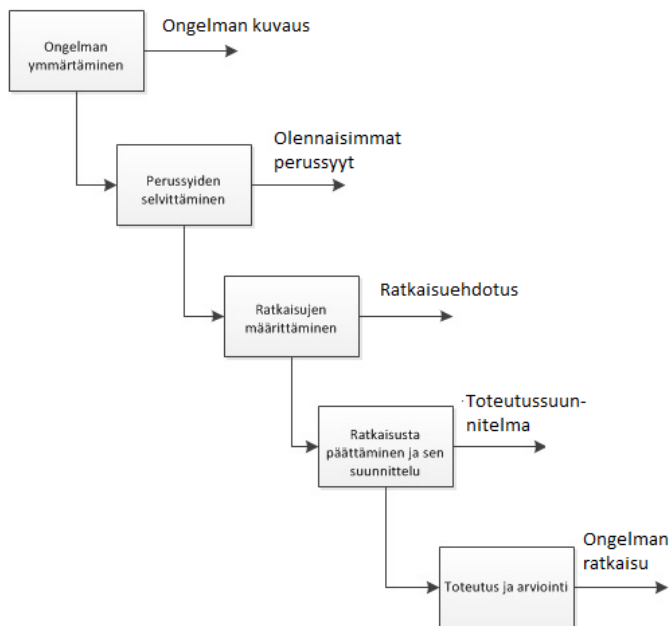 Ongelman
ymmärtäminen
Ongelman kuvaus
Perussyiden
selvittäminen
Olennaisimmat
perussyyt
Ratkaisujen
määrittäminen
Ratkaisuehdotus
Ratkaisusta
päättäminen ja sen
suunnittelu
Toteutussuun-
nitelma
Toteutus ja arviointi
Ongelman
ratkaisu